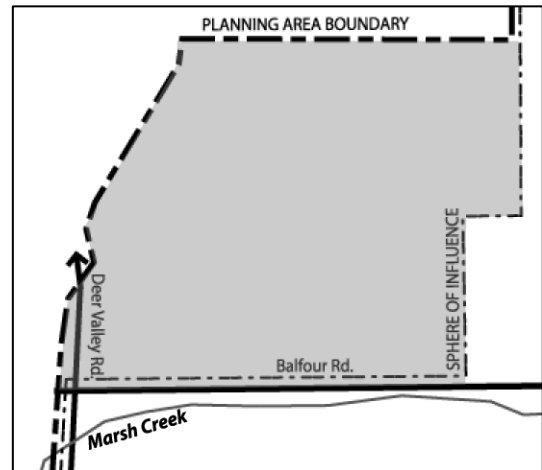 PLANNING AREA BOUNDARY
SPHERE OF INFLUENCE
Deer Valley Rd.
Balfour Rd.
Marsh Creek